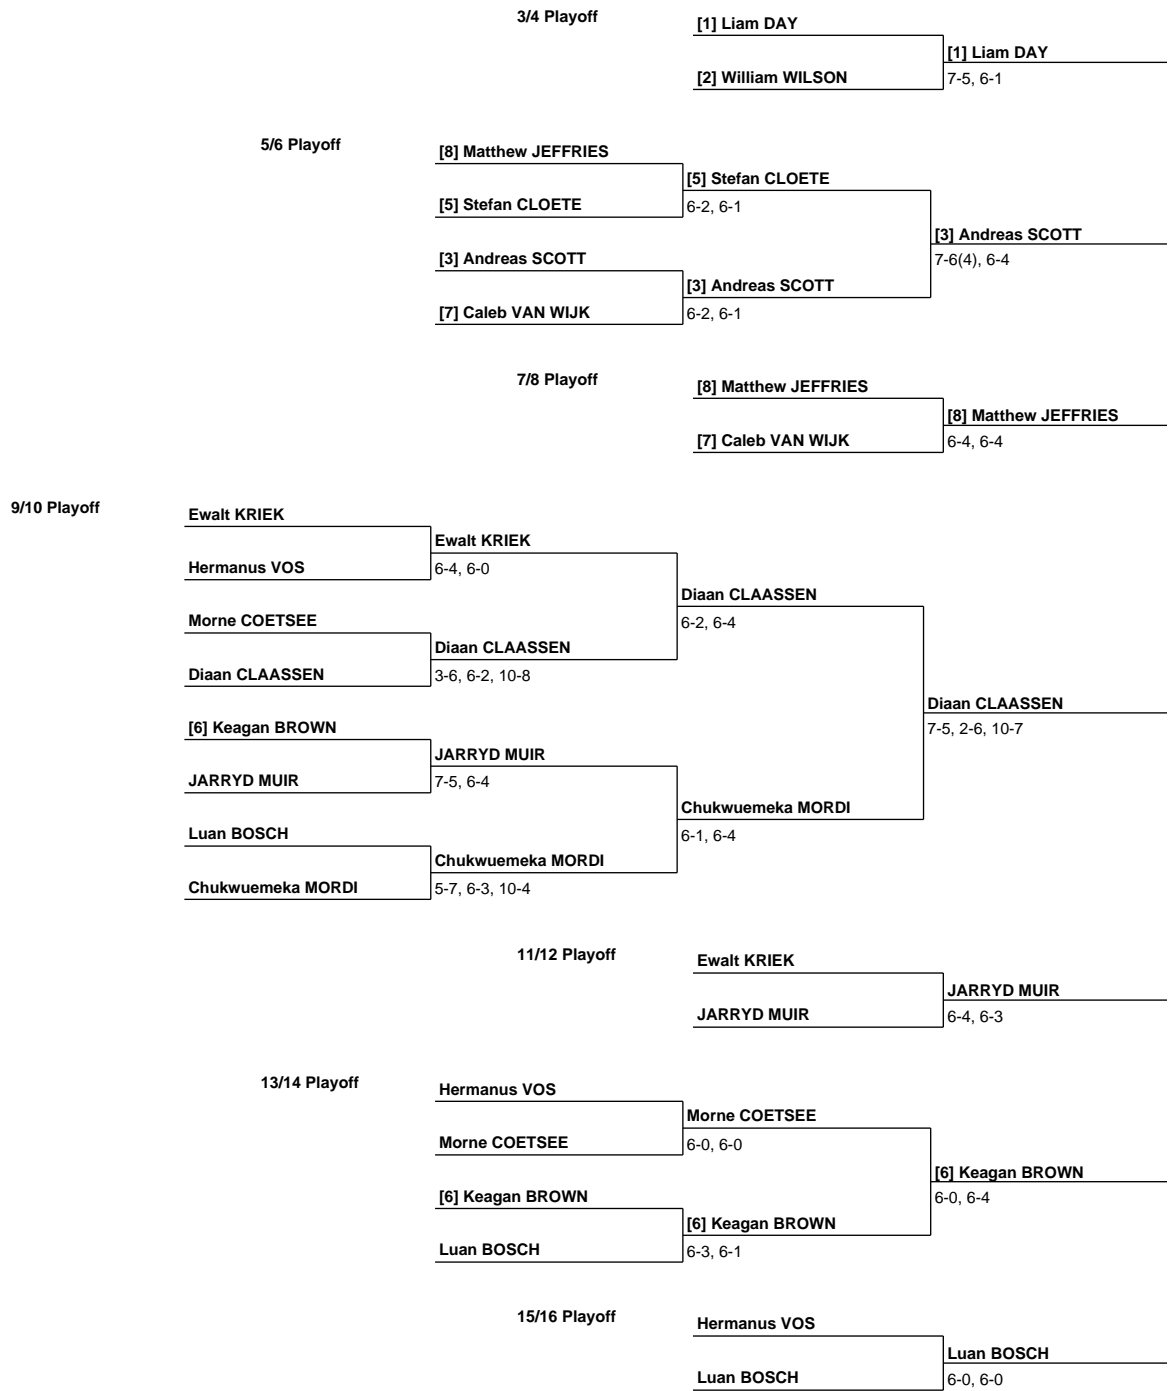 3/4 Playoff
[1] Liam DAY
[1] Liam DAY
[2] William WILSON
7-5, 6-1
5/6 Playoff
[8] Matthew JEFFRIES
[5] Stefan CLOETE
[5] Stefan CLOETE
6-2, 6-1
[3] Andreas SCOTT
[3] Andreas SCOTT
7-6(4), 6-4
[3] Andreas SCOTT
[7] Caleb VAN WIJK
6-2, 6-1
7/8 Playoff
[8] Matthew JEFFRIES
[8] Matthew JEFFRIES
[7] Caleb VAN WIJK
6-4, 6-4
9/10 Playoff
Ewalt KRIEK
Ewalt KRIEK
Hermanus VOS
6-4, 6-0
Diaan CLAASSEN
Morne COETSEE
6-2, 6-4
Diaan CLAASSEN
Diaan CLAASSEN
3-6, 6-2, 10-8
Diaan CLAASSEN
[6] Keagan BROWN
7-5, 2-6, 10-7
JARRYD MUIR
JARRYD MUIR
7-5, 6-4
Chukwuemeka MORDI
Luan BOSCH
6-1, 6-4
Chukwuemeka MORDI
Chukwuemeka MORDI
5-7, 6-3, 10-4
11/12 Playoff
Ewalt KRIEK
JARRYD MUIR
JARRYD MUIR
6-4, 6-3
13/14 Playoff
Hermanus VOS
Morne COETSEE
Morne COETSEE
6-0, 6-0
[6] Keagan BROWN
[6] Keagan BROWN
6-0, 6-4
[6] Keagan BROWN
Luan BOSCH
6-3, 6-1
15/16 Playoff
Hermanus VOS
Luan BOSCH
Luan BOSCH
6-0, 6-0